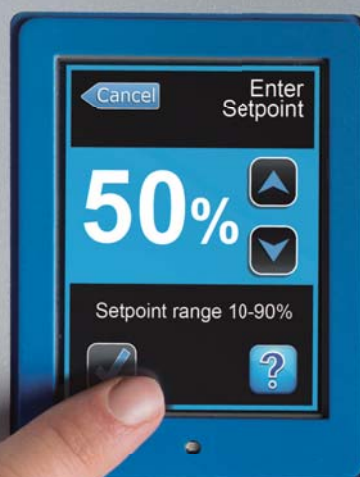 Cancel
Enter
Setpoint
50%
Setpoint range 10-90%
?